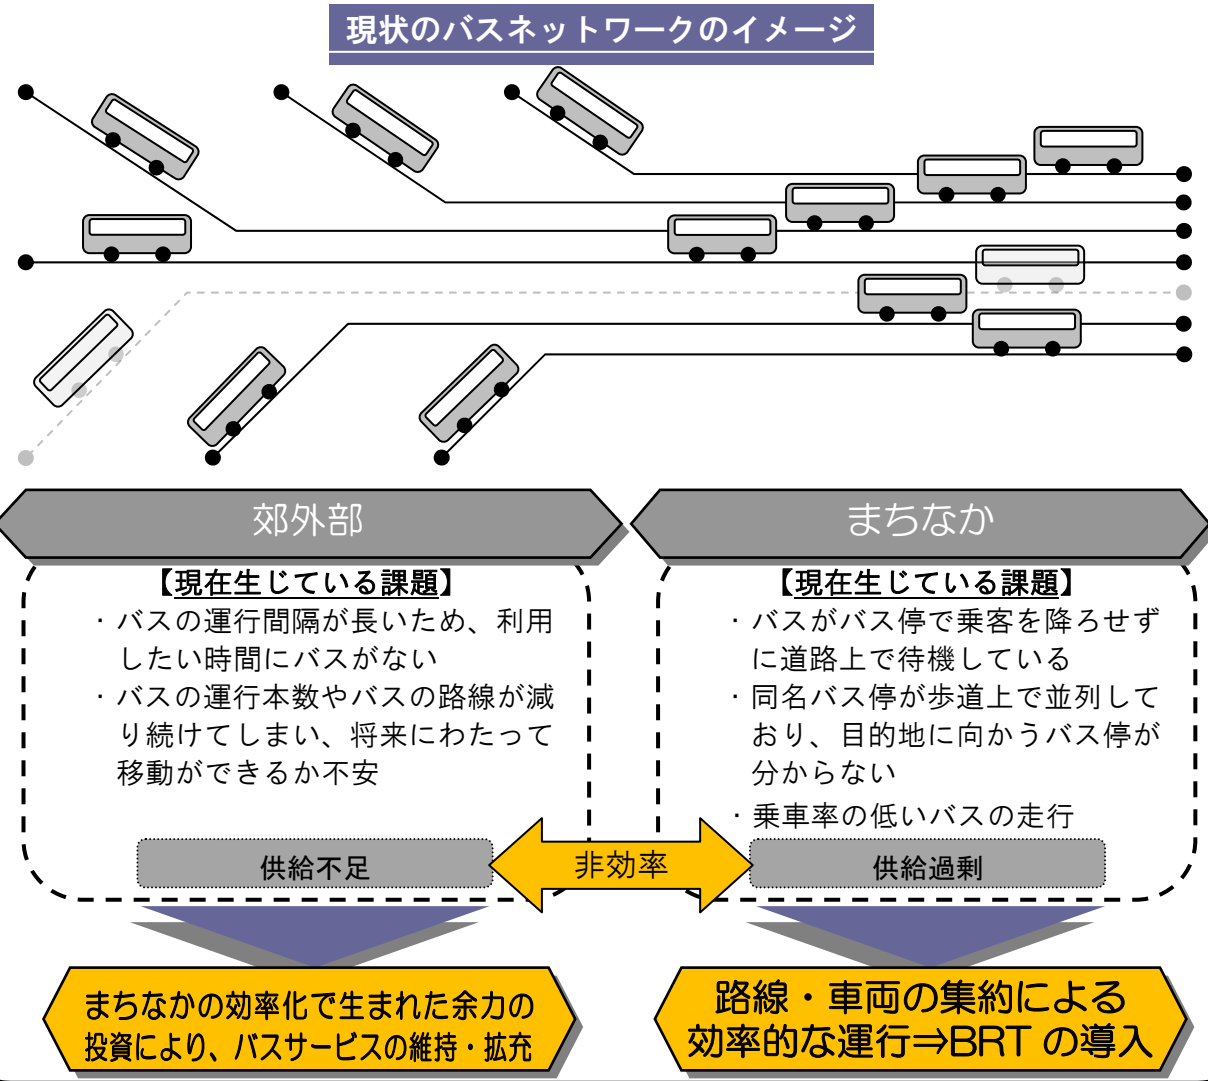 現状のバスネットワークのイメージ
郊外部
【現在生じている課題】
・バスの運行間隔が長いため、利用
したい時間にバスがない
・バスの運行本数やバスの路線が減
り続けてしまい、将来にわたって
移動ができるか不安
供給不足
まちなか
【現在生じている課題】
・バスがバス停で乗客を降ろせず
に道路上で待機している
・同名バス停が歩道上で並列して
おり、目的地に向かうバス停が
分からない
・乗車率の低いバスの走行
供給過剰
非効率
まちなかの効率化で生まれた余力の
投資により、バスサービスの維持・拡充
路線・車両の集約による
効率的な運行⇒BRT の導入